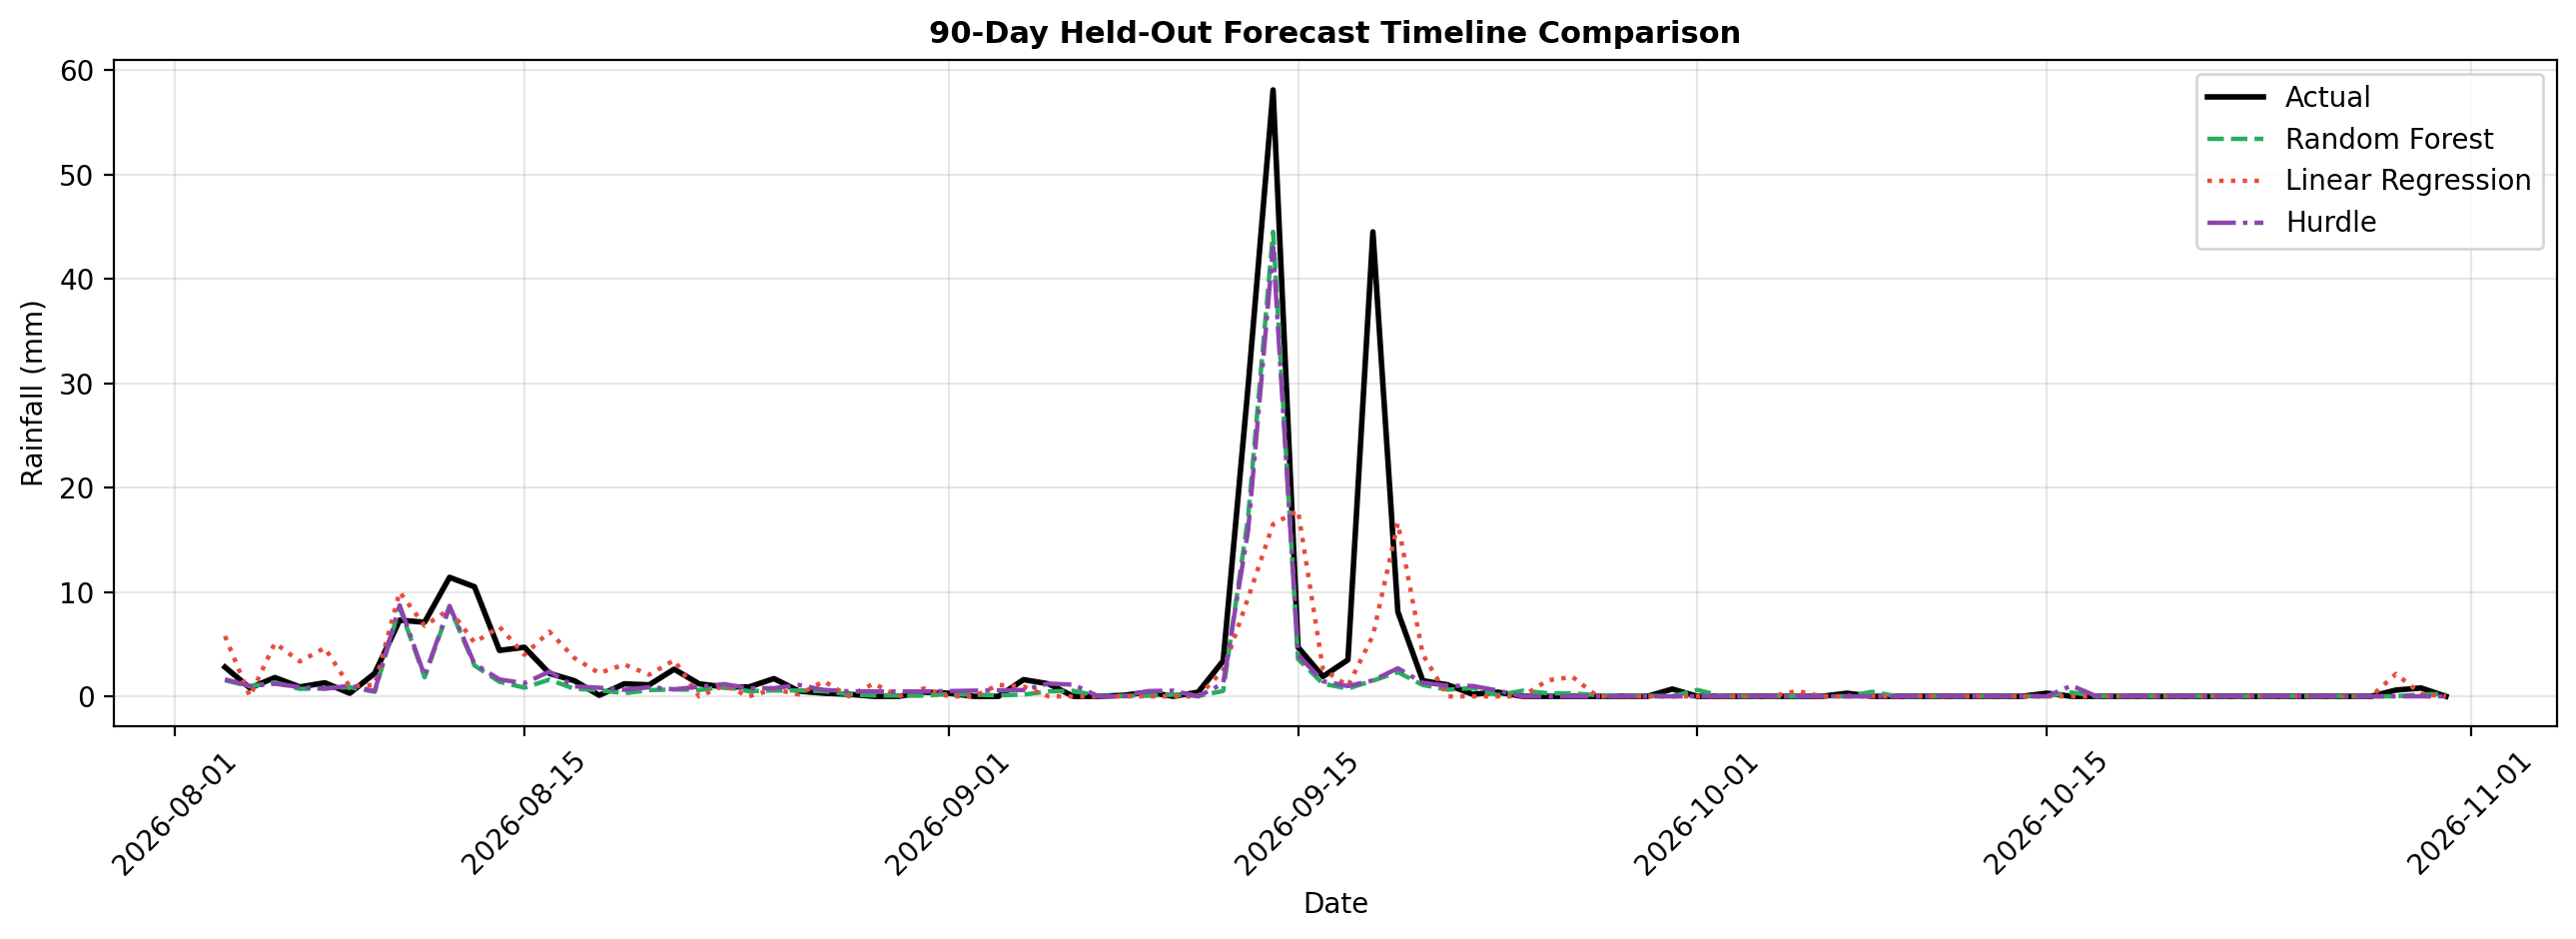 90-Day Held-Out Forecast Timeline Comparison
60
50
40
30
20
10
0
Rainfall (mm)
Actual
Random Forest
Linear Regression
Hurdle
2026-08-01
2026-08-15
2026-09-01
2026-09-15
2026-10-01
2026-10-15
2026-11-01
Date